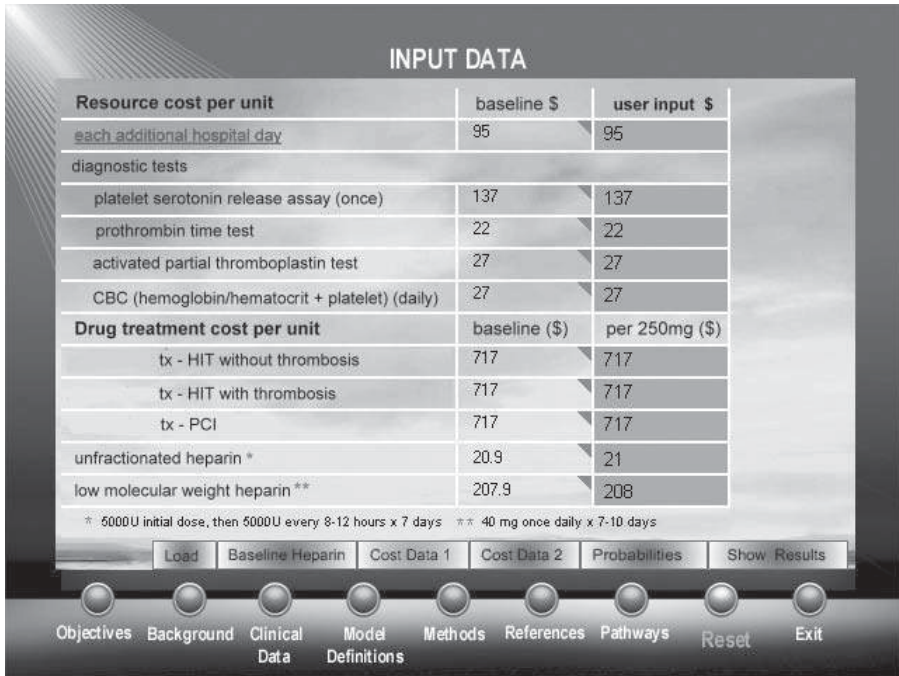 INPUT DATA
Resource cost per unit baseline $ user input $
each additional hospital day 95 95
diagnostic tests
platelet serotonin release assay (once) 137 137
prothrombin time test 22 22
activated partial thromboplastin test 27 27
CBC (hemoglobin/hematocrit + platelet) (daily) 27 27
Drug treatment cost per unit baseline ($) per 250mg ($)
tx - HIT without thrombosis 717 717
tx - HIT with thrombosis 717 717
tx - PCI 717 717
unfractionated heparin * 20.9 21
low molecular weight heparin ** 207.9 208
* 5000U initial dose, then 5000U every 8-12 hours x 7 days ** 40 mg once daily x 7-10 days
Load Baseline Heparin Cost Data 1 Cost Data 2 Probabilities Show Results
Objectives Background Clinical Data Model Definitions Methods References Pathways Reset Exit